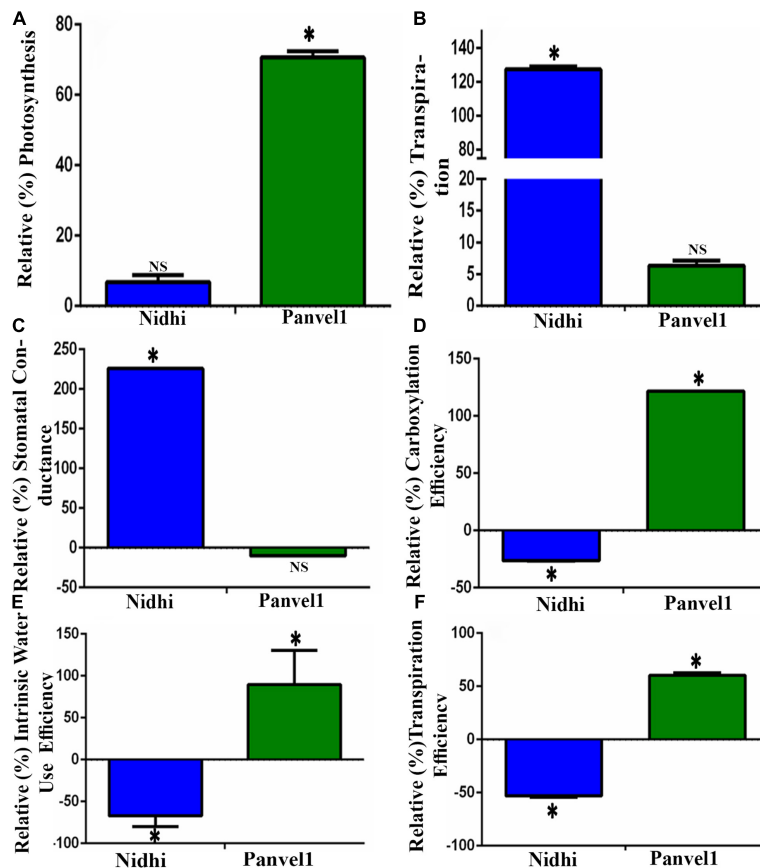 A
Relative (%) Photosynthesis
80
60
40
20
0
NS
*
Nidhi
Panvel1
B
Relative (%) Transpira-
tion
140
120
100
80
20
15
10
5
0
*
NS
Nidhi
Panvel1
C
Relative (%) Stomatal Con-
ductance
250
200
150
100
50
0
-50
*
NS
Nidhi
Panvel1
D
Relative (%) Carboxylation
Efficiency
150
100
50
0
-50
*
*
Nidhi
Panvel1
E
Relative (%) Intrinsic Water
Use Efficiency
150
100
50
0
-50
-100
*
*
Nidhi
Panvel1
F
Relative (%)Transpiration
Efficiency
100
50
0
-50
-100
*
*
Nidhi
Panvel1